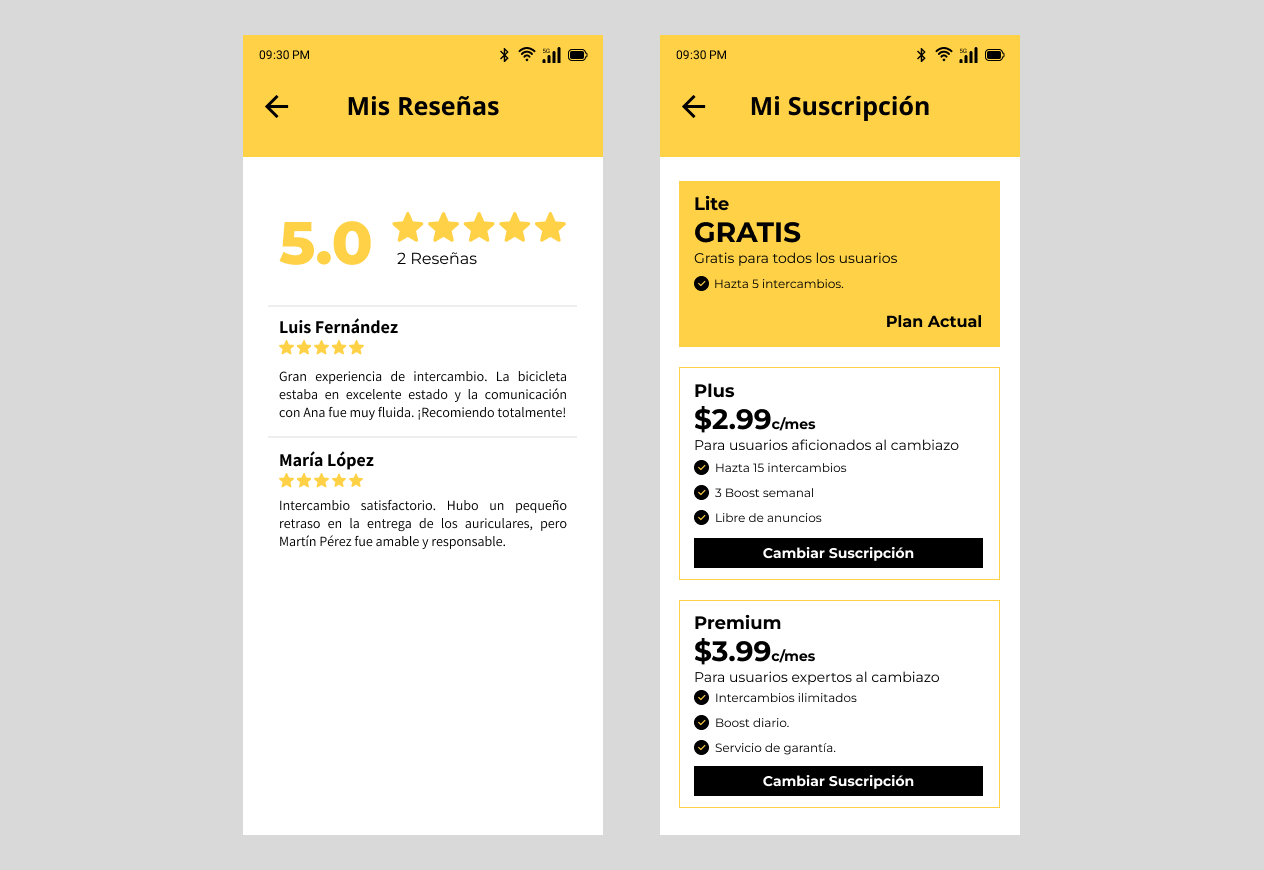 09:30 PM
5G
Mis Reseñas
5.0
2 Reseñas
Luis Fernández
Gran experiencia de intercambio. La bicicleta
estaba en excelente estado y la comunicación
con Ana fue muy fluida. ¡Recomiendo totalmente!
María López
Intercambio satisfactorio. Hubo un pequeño
retraso en la entrega de los auriculares, pero
Martín Pérez fue amable y responsable.
09:30 PM
5G
Mi Suscripción
Lite
GRATIS
Gratis para todos los usuarios
Hazta 5 intercambios.
Plan Actual
Plus
$2.99c/mes
Para usuarios aficionados al cambiazo
Hazta 15 intercambios
3 Boost semanal
Libre de anuncios
Cambiar Suscripción
Premium
$3.99c/mes
Para usuarios expertos al cambiazo
Intercambios ilimitados
Boost diario.
Servicio de garantía.
Cambiar Suscripción